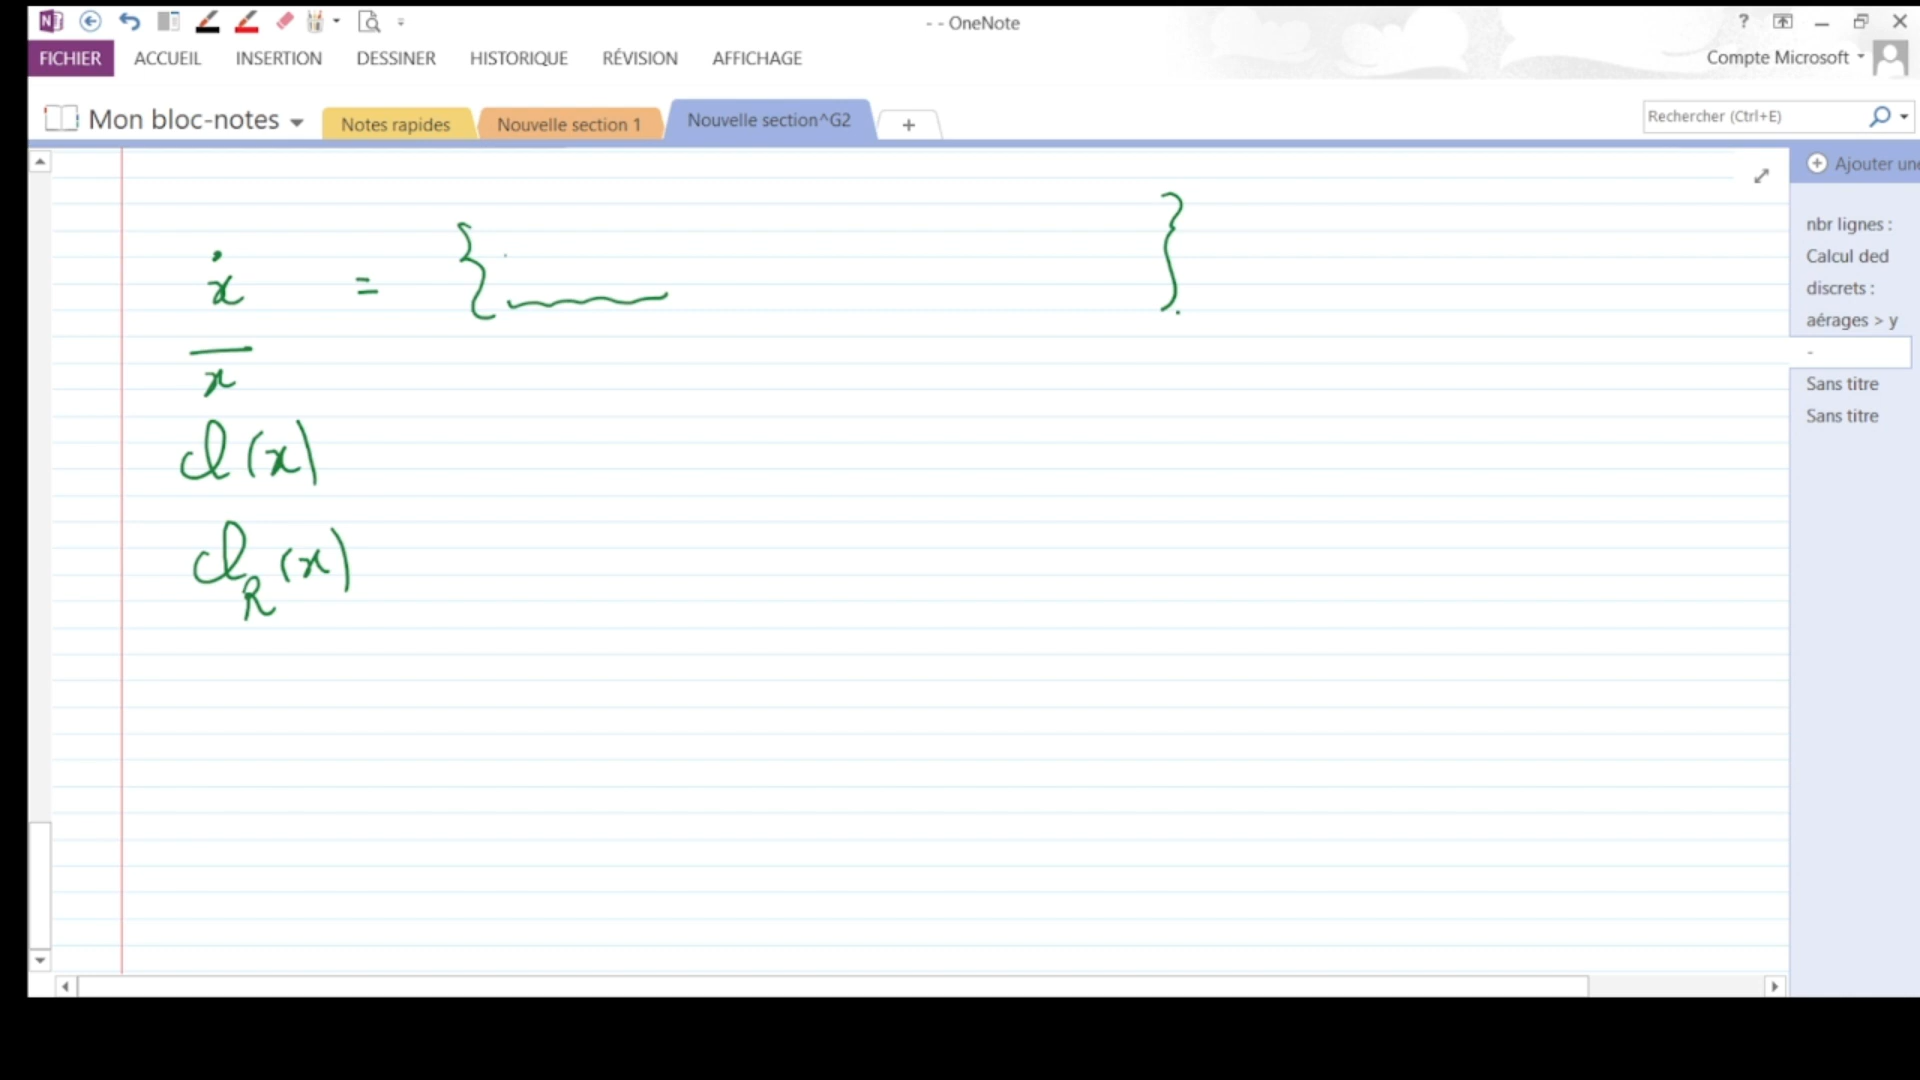 - - OneNote
?
FICHIER ACCUEIL INSERTION DESSINER HISTORIQUE RÉVISION AFFICHAGE
Compte Microsoft
Mon bloc-notes Notes rapides Nouvelle section 1 Nouvelle section^G2 +
Rechercher (Ctrl+E)
Ajouter une
nbr lignes :
Calcul ded
discrets :
aérages > y
-
Sans titre
Sans titre
ẋ = { }.
x̅
cl(x)
cl_R(x)